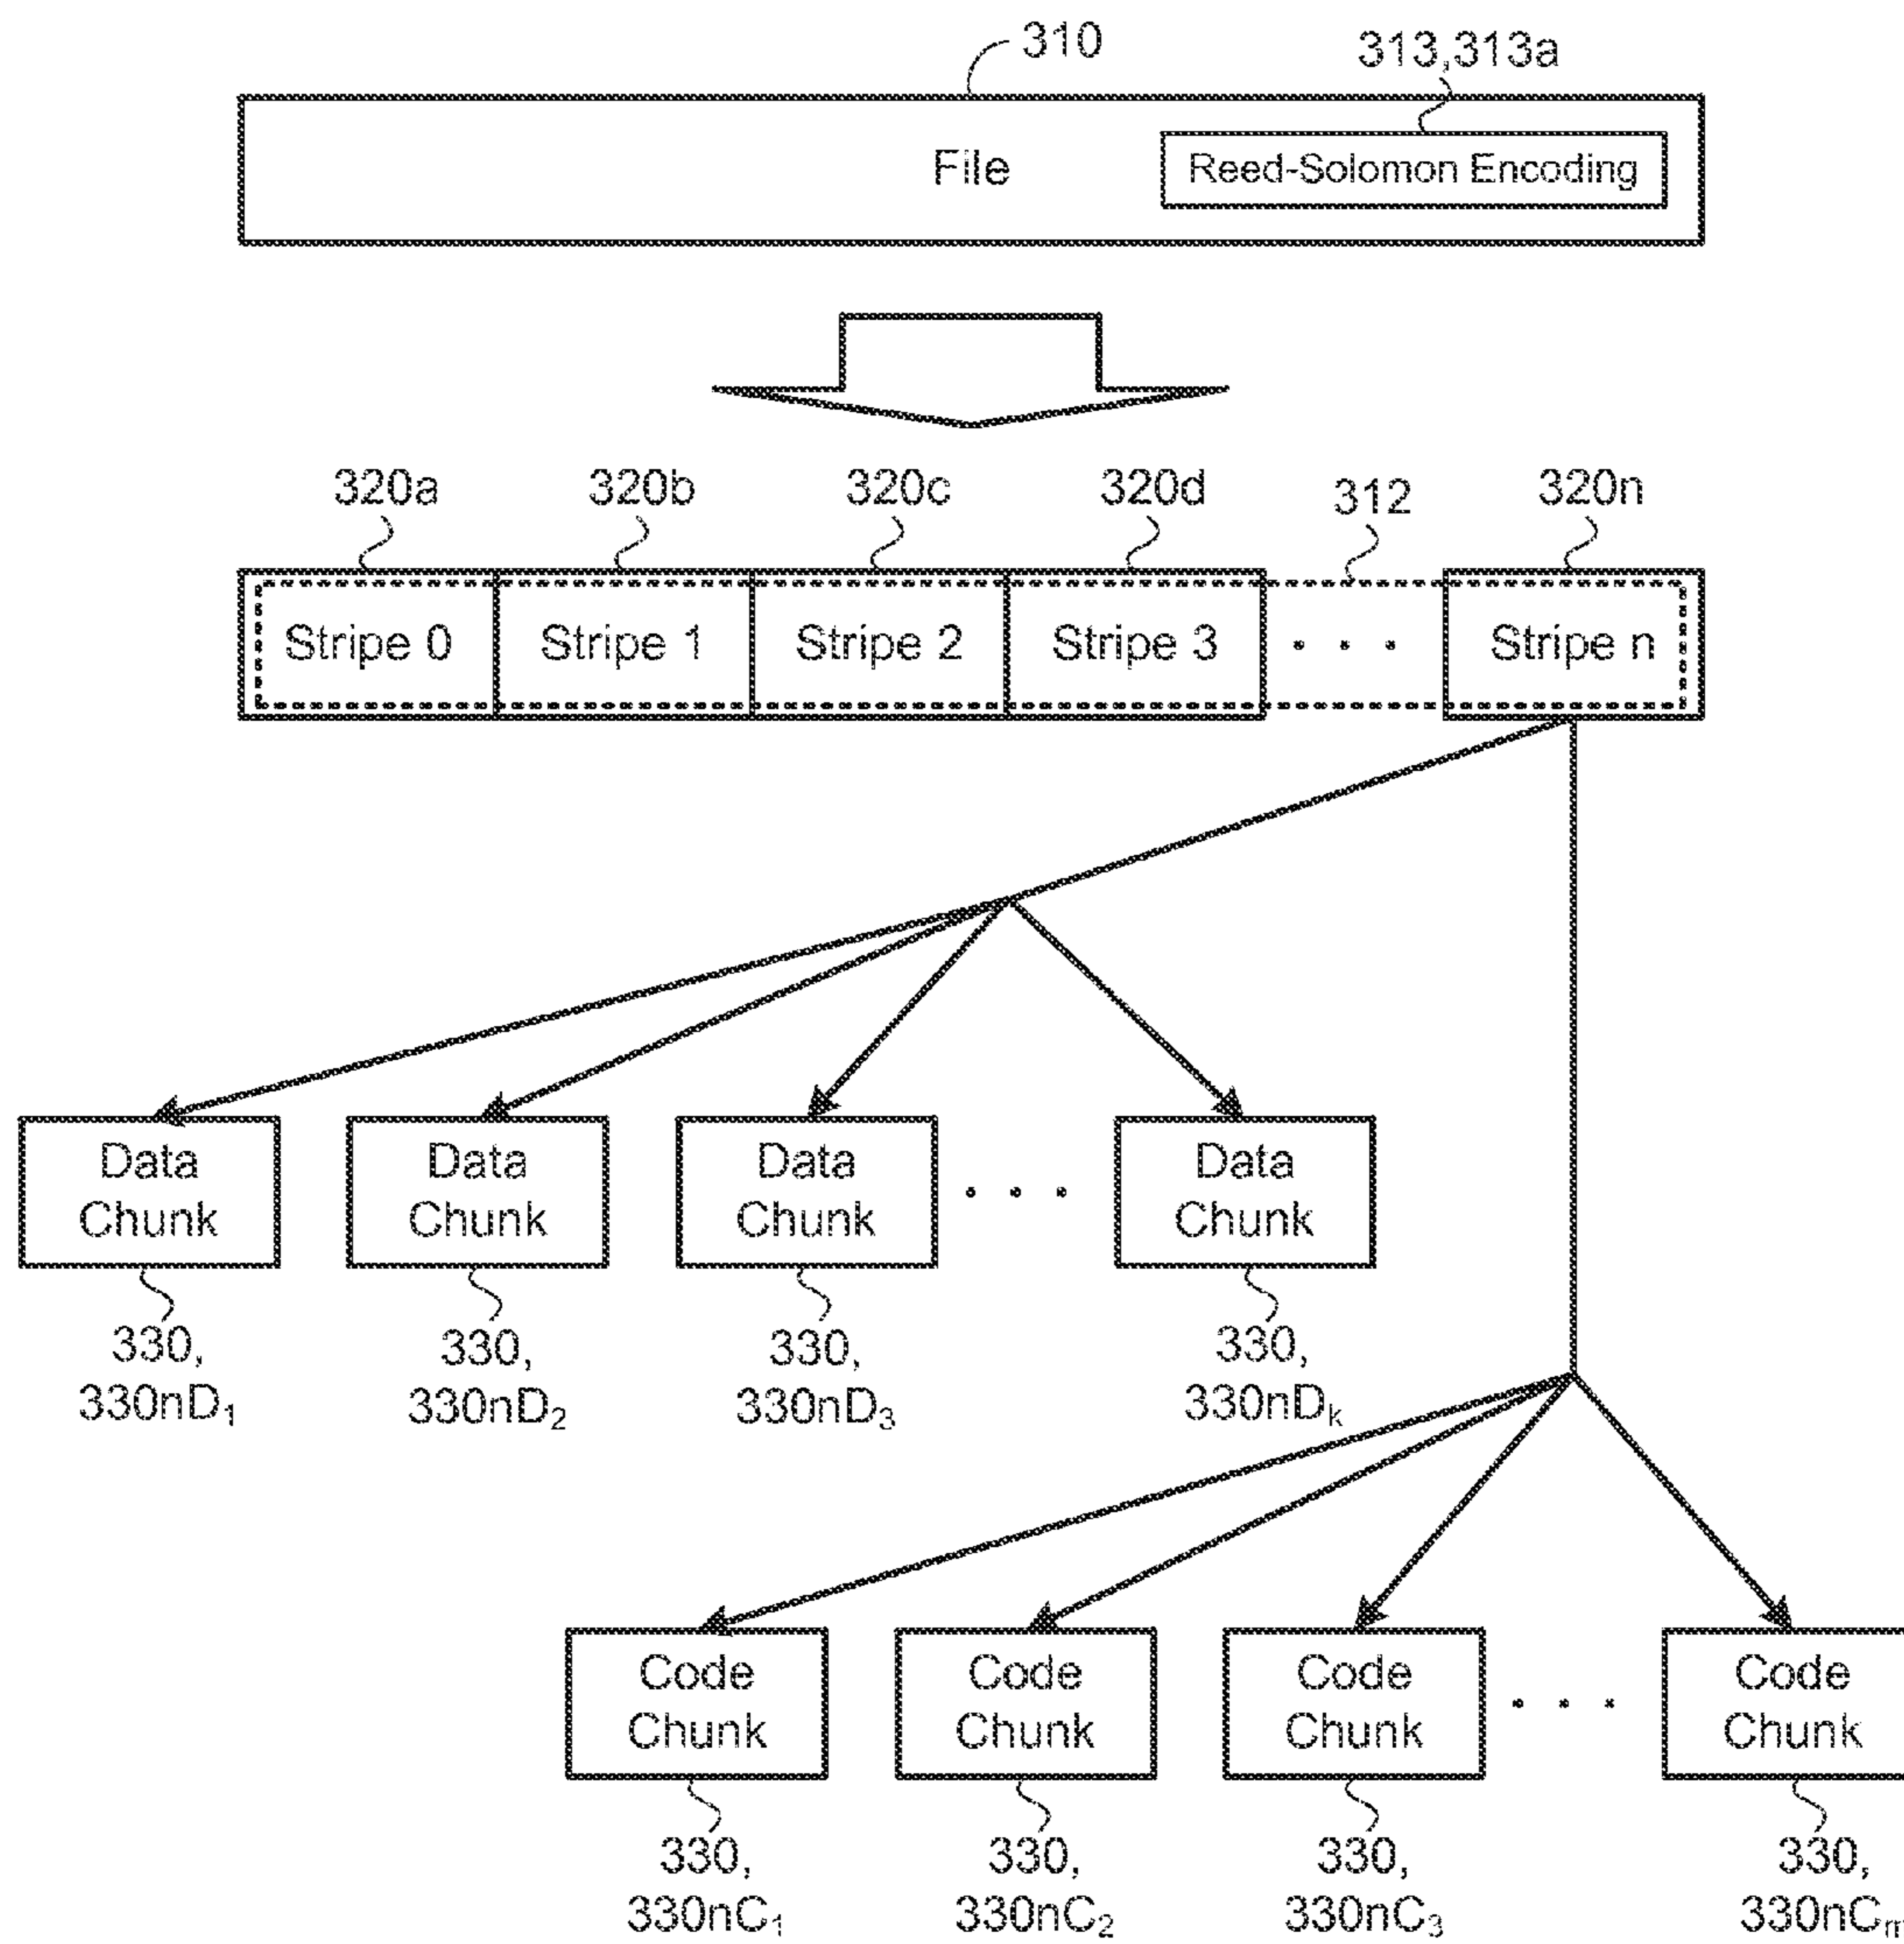 310
313,313a
File
Reed-Solomon Encoding
320a 320b 320c 320d 312 320n
Stripe 0 Stripe 1 Stripe 2 Stripe 3 . . . Stripe n
Data Chunk
Data Chunk
Data Chunk
. . .
Data Chunk
330, 330nD₁
330, 330nD₂
330, 330nD₃
330, 330nDₖ
Code Chunk
Code Chunk
Code Chunk
. . .
Code Chunk
330, 330nC₁
330, 330nC₂
330, 330nC₃
330, 330nCₘ